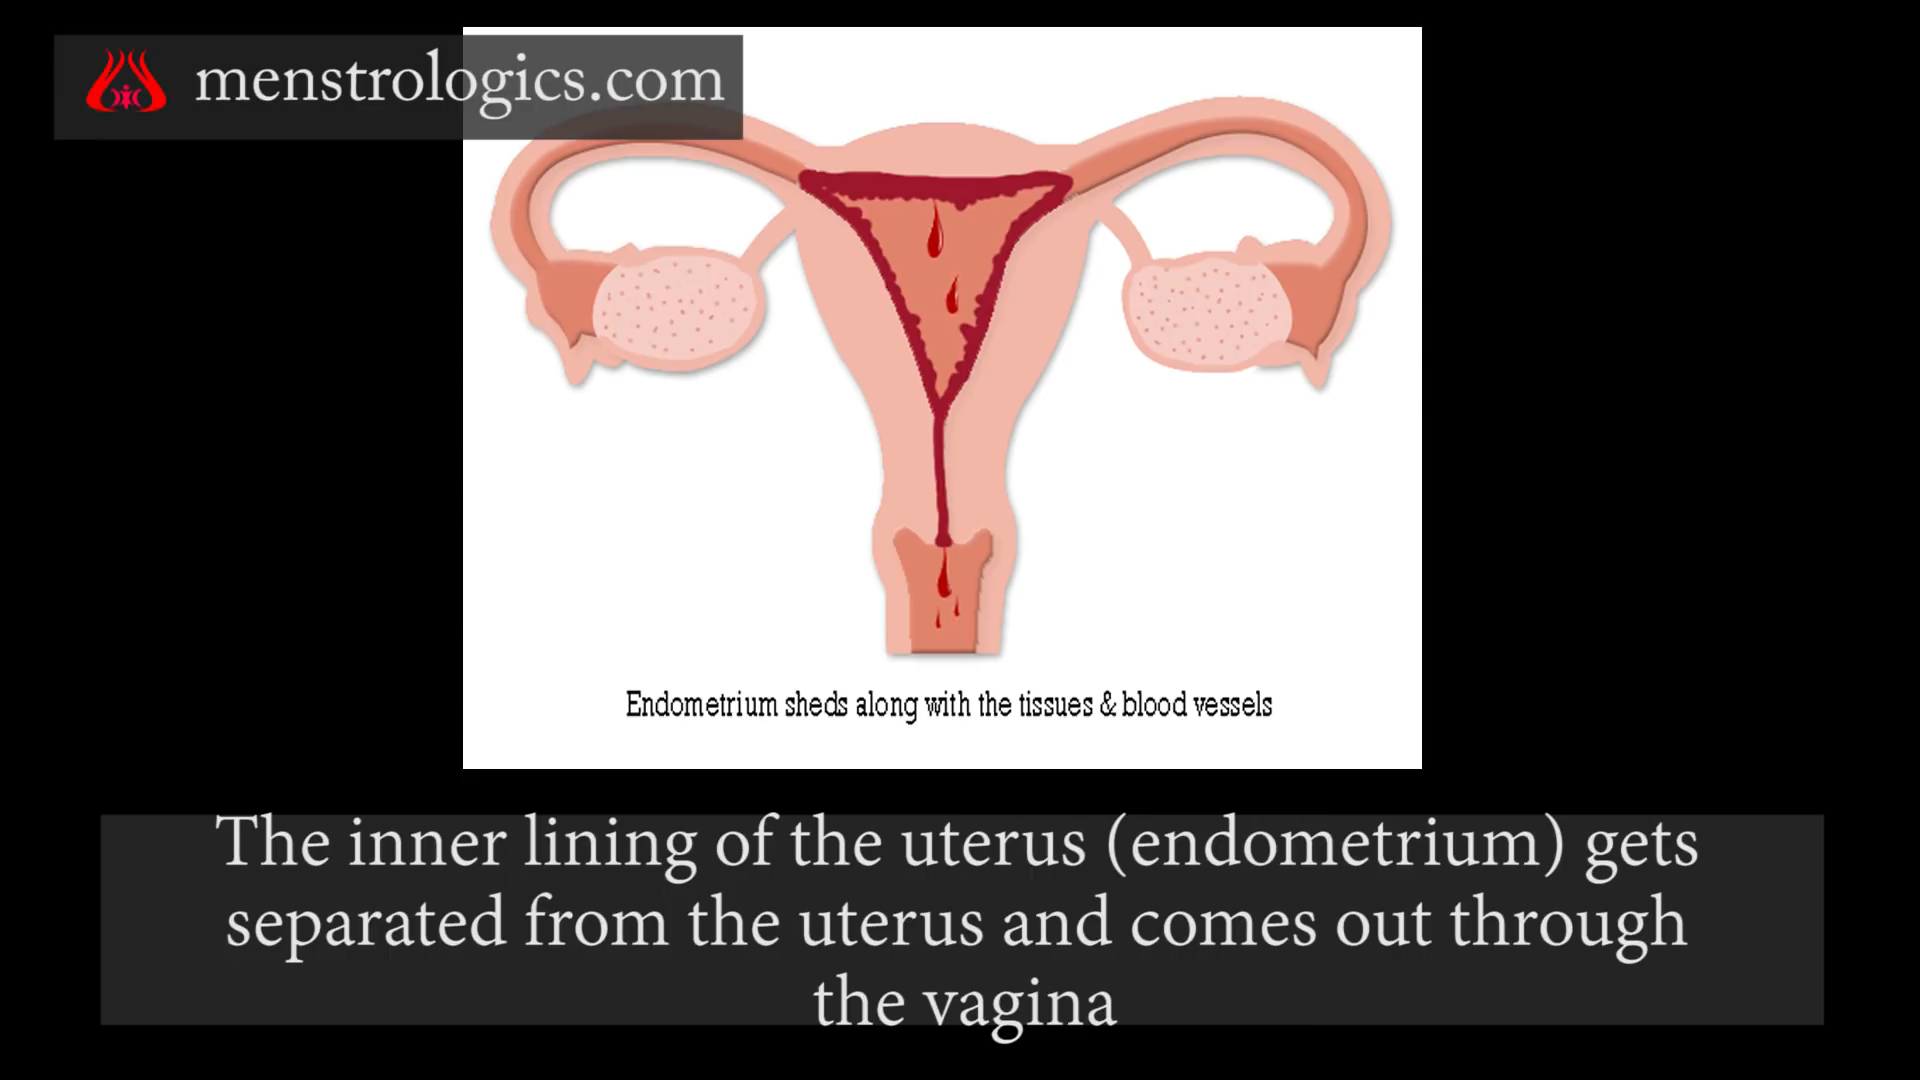 menstrologics.com
Endometrium sheds along with the tissues & blood vessels
The inner lining of the uterus (endometrium) gets
separated from the uterus and comes out through
the vagina